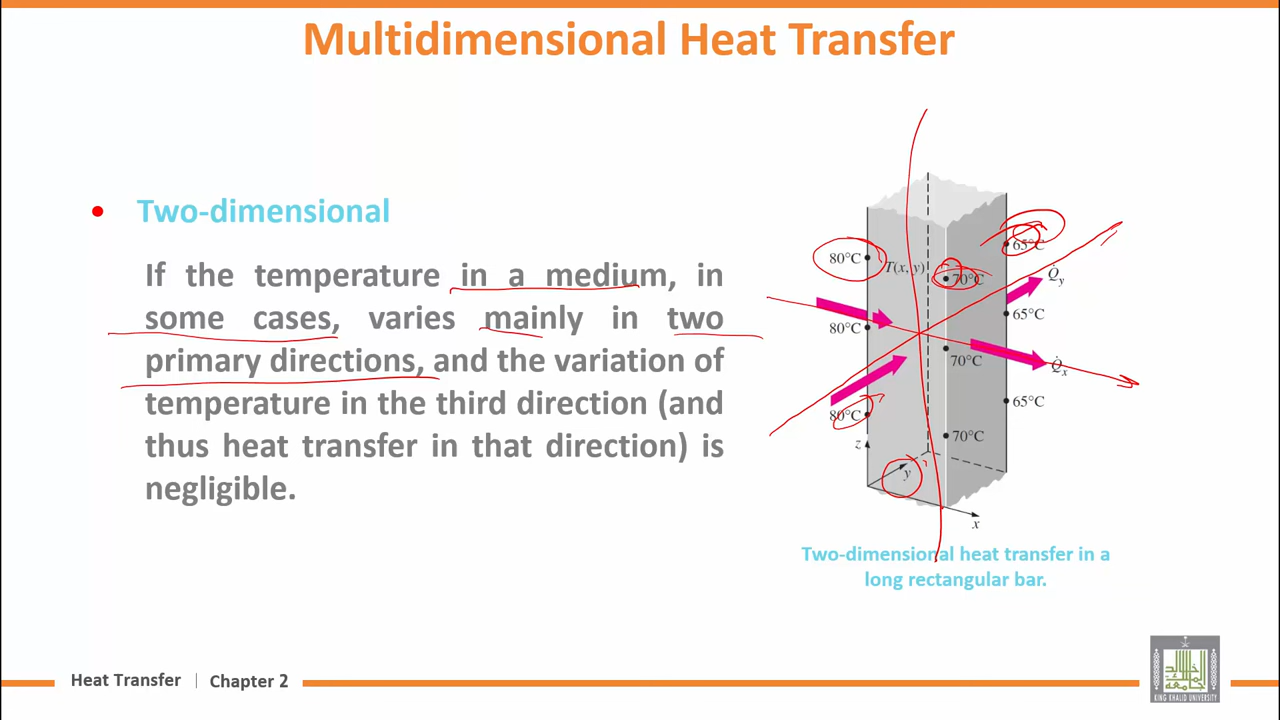 Multidimensional Heat Transfer
• Two-dimensional
If the temperature in a medium, in
some cases, varies mainly in two
primary directions, and the variation of
temperature in the third direction (and
thus heat transfer in that direction) is
negligible.
65°C
80°C
T(x, y)
70°C
Q̇y
80°C
65°C
70°C
Q̇x
80°C
65°C
70°C
z
y
x
Two-dimensional heat transfer in a
long rectangular bar.
Heat Transfer | Chapter 2
KING KHALID UNIVERSITY